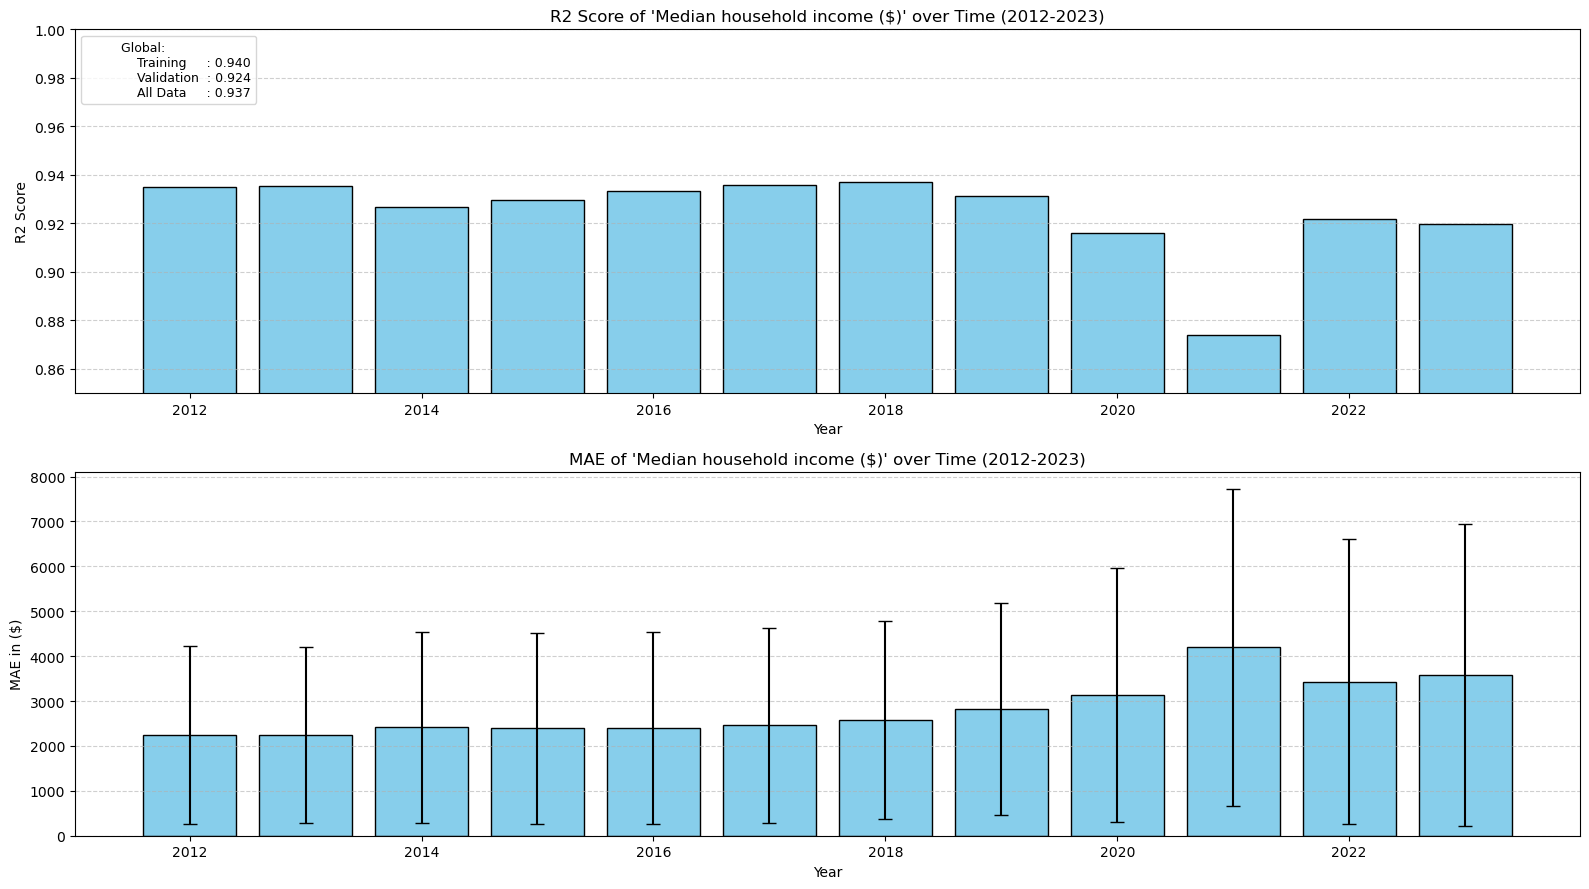 R2 Score of 'Median household income ($)' over Time (2012-2023)
1.00
0.98
0.96
0.94
0.92
0.90
0.88
0.86
R2 Score
Global:
Training : 0.940
Validation : 0.924
All Data : 0.937
2012 2014 2016 2018 2020 2022
Year
MAE of 'Median household income ($)' over Time (2012-2023)
8000
7000
6000
5000
4000
3000
2000
1000
0
MAE in ($)
2012 2014 2016 2018 2020 2022
Year